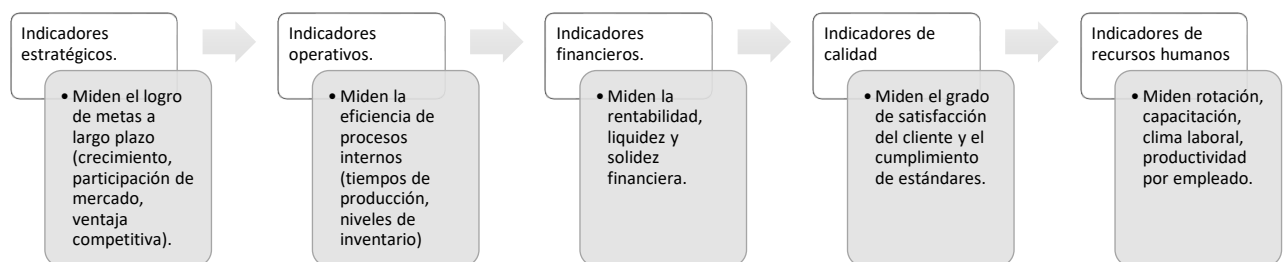 Indicadores
estratégicos.
• Miden el logro
de metas a
largo plazo
(crecimiento,
participación de
mercado,
ventaja
competitiva).
Indicadores
operativos.
• Miden la
eficiencia de
procesos
internos
(tiempos de
producción,
niveles de
inventario)
Indicadores
financieros.
• Miden la
rentabilidad,
liquidez y
solidez
financiera.
Indicadores de
calidad
• Miden el grado
de satisfacción
del cliente y el
cumplimiento
de estándares.
Indicadores de
recursos humanos
• Miden rotación,
capacitación,
clima laboral,
productividad
por empleado.